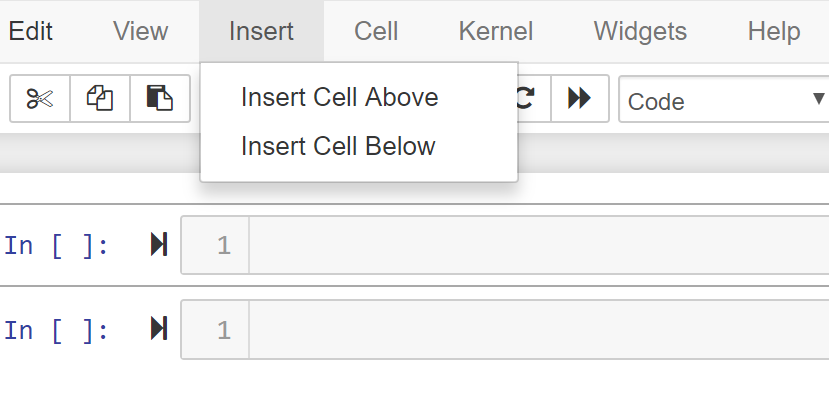 Edit View Insert Cell Kernel Widgets Help
Insert Cell Above
Insert Cell Below
Code
In [ ]: 1
In [ ]: 1